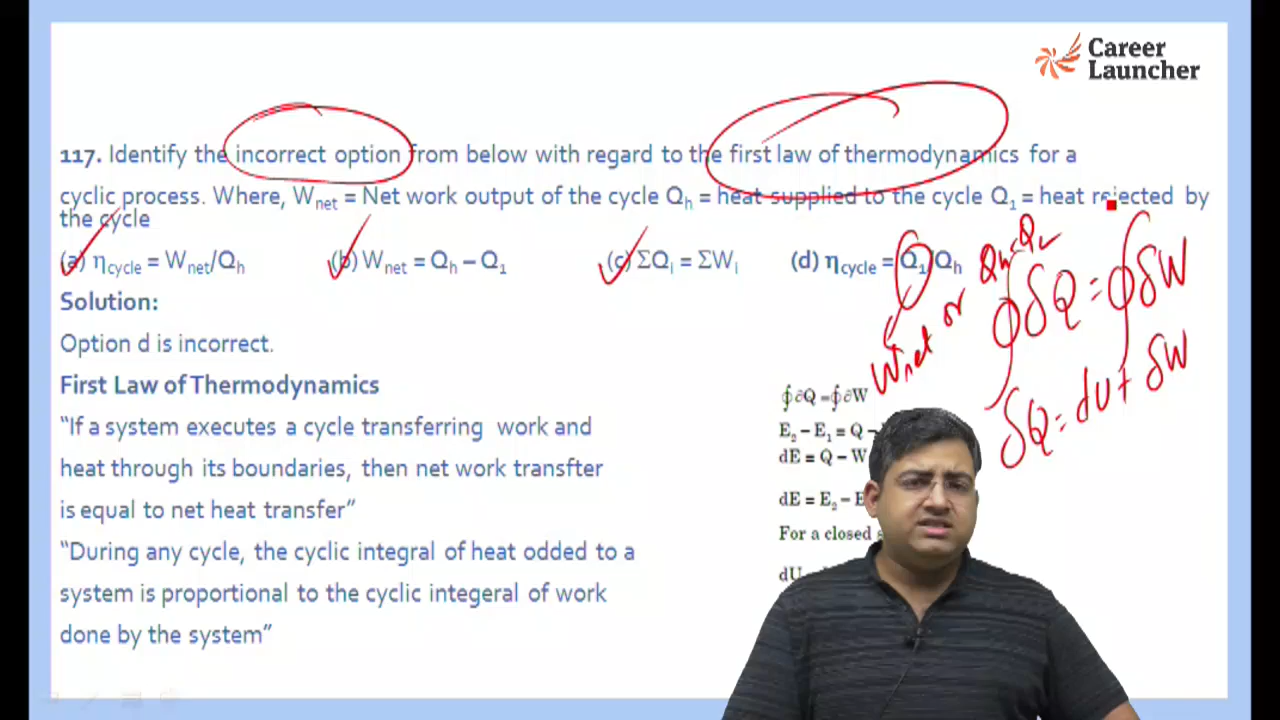 Career
Launcher
117. Identify the incorrect option from below with regard to the first law of thermodynamics for a
cyclic process. Where, Wnet = Net work output of the cycle Qh = heat supplied to the cycle Q1 = heat rejected by
the cycle
(a) ηcycle = Wnet/Qh (b) Wnet = Qh – Q1 (c) ΣQi = ΣWi (d) ηcycle = Q1/Qh
Qh-QL
∮δQ = ∮δW
Wnet or
δQ = dU + δW
Solution:
Option d is incorrect.
First Law of Thermodynamics
"If a system executes a cycle transferring work and
heat through its boundaries, then net work transfter
is equal to net heat transfer"
"During any cycle, the cyclic integral of heat odded to a
system is proportional to the cyclic integeral of work
done by the system"
∮∂Q =∮∂W
E2 – E1 = Q –
dE = Q – W
dE = E2 – E
For a closed
dU